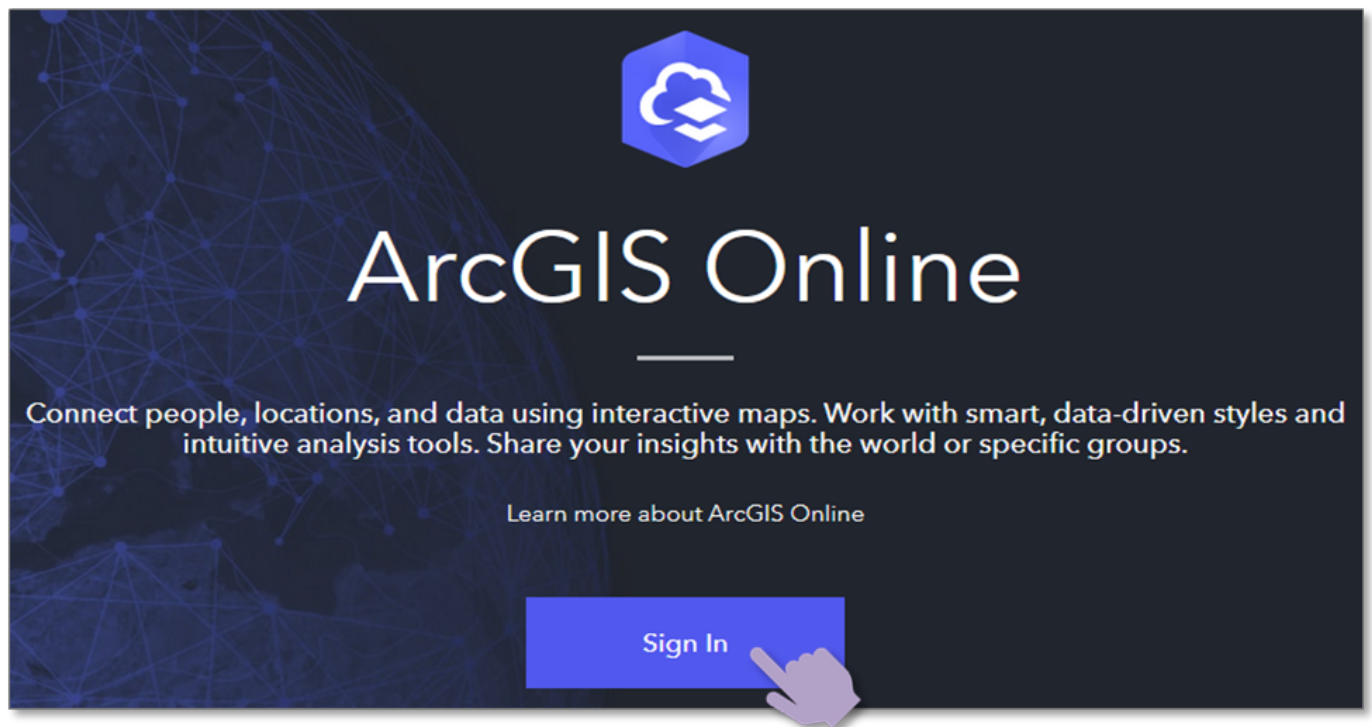 ArcGIS Online
Connect people, locations, and data using interactive maps. Work with smart, data-driven styles and
intuitive analysis tools. Share your insights with the world or specific groups.
Learn more about ArcGIS Online
Sign In